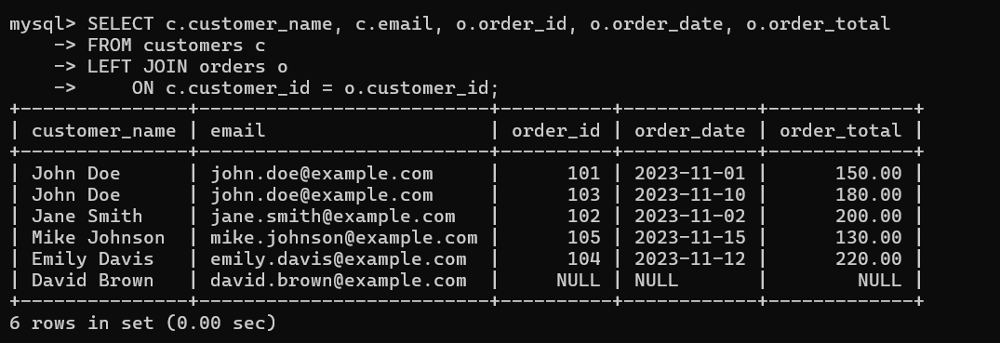 mysql> SELECT c.customer_name, c.email, o.order_id, o.order_date, o.order_total
    -> FROM customers c
    -> LEFT JOIN orders o
    ->     ON c.customer_id = o.customer_id;
+---------------+--------------------------+----------+------------+-------------+
| customer_name | email                    | order_id | order_date | order_total |
+---------------+--------------------------+----------+------------+-------------+
| John Doe      | john.doe@example.com     |      101 | 2023-11-01 |      150.00 |
| John Doe      | john.doe@example.com     |      103 | 2023-11-10 |      180.00 |
| Jane Smith    | jane.smith@example.com   |      102 | 2023-11-02 |      200.00 |
| Mike Johnson  | mike.johnson@example.com |      105 | 2023-11-15 |      130.00 |
| Emily Davis   | emily.davis@example.com  |      104 | 2023-11-12 |      220.00 |
| David Brown   | david.brown@example.com  |     NULL | NULL       |        NULL |
+---------------+--------------------------+----------+------------+-------------+
6 rows in set (0.00 sec)